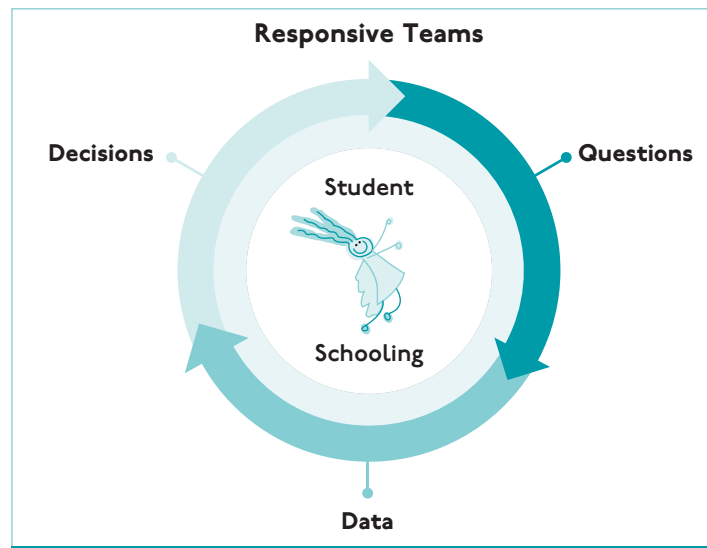 Responsive Teams
Decisions
Questions
Student
Schooling
Data